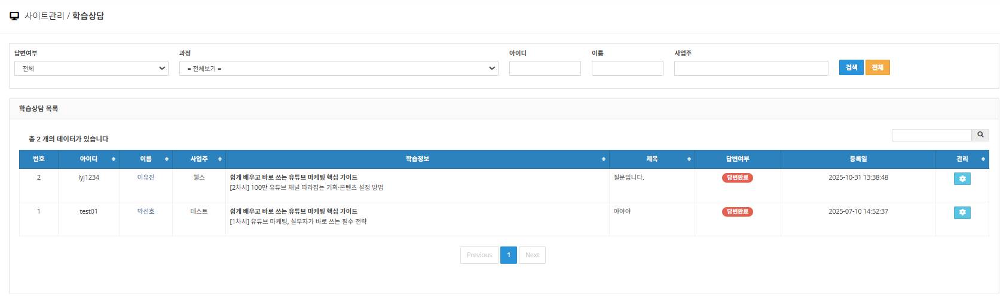 사이트관리 / 학습상담
답변여부 과정 아이디 이름 사업주
전체 = 전체보기 = 검색 전체
학습상담 목록
총 2 개의 데이터가 있습니다
번호 아이디 이름 사업주 학습정보 제목 답변여부 등록일 관리
2 lyj1234 이유진 웰스 쉽게 배우고 바로 쓰는 유튜브 마케팅 핵심 가이드 질문입니다. 답변완료 2025-10-31 13:38:48
[2차시] 100만 유튜브 채널 따라잡는 기획·콘텐츠 설정 방법
1 test01 박선호 테스트 쉽게 배우고 바로 쓰는 유튜브 마케팅 핵심 가이드 야야야 답변완료 2025-07-10 14:52:37
[1차시] 유튜브 마케팅, 실무자가 바로 쓰는 필수 전략
Previous 1 Next